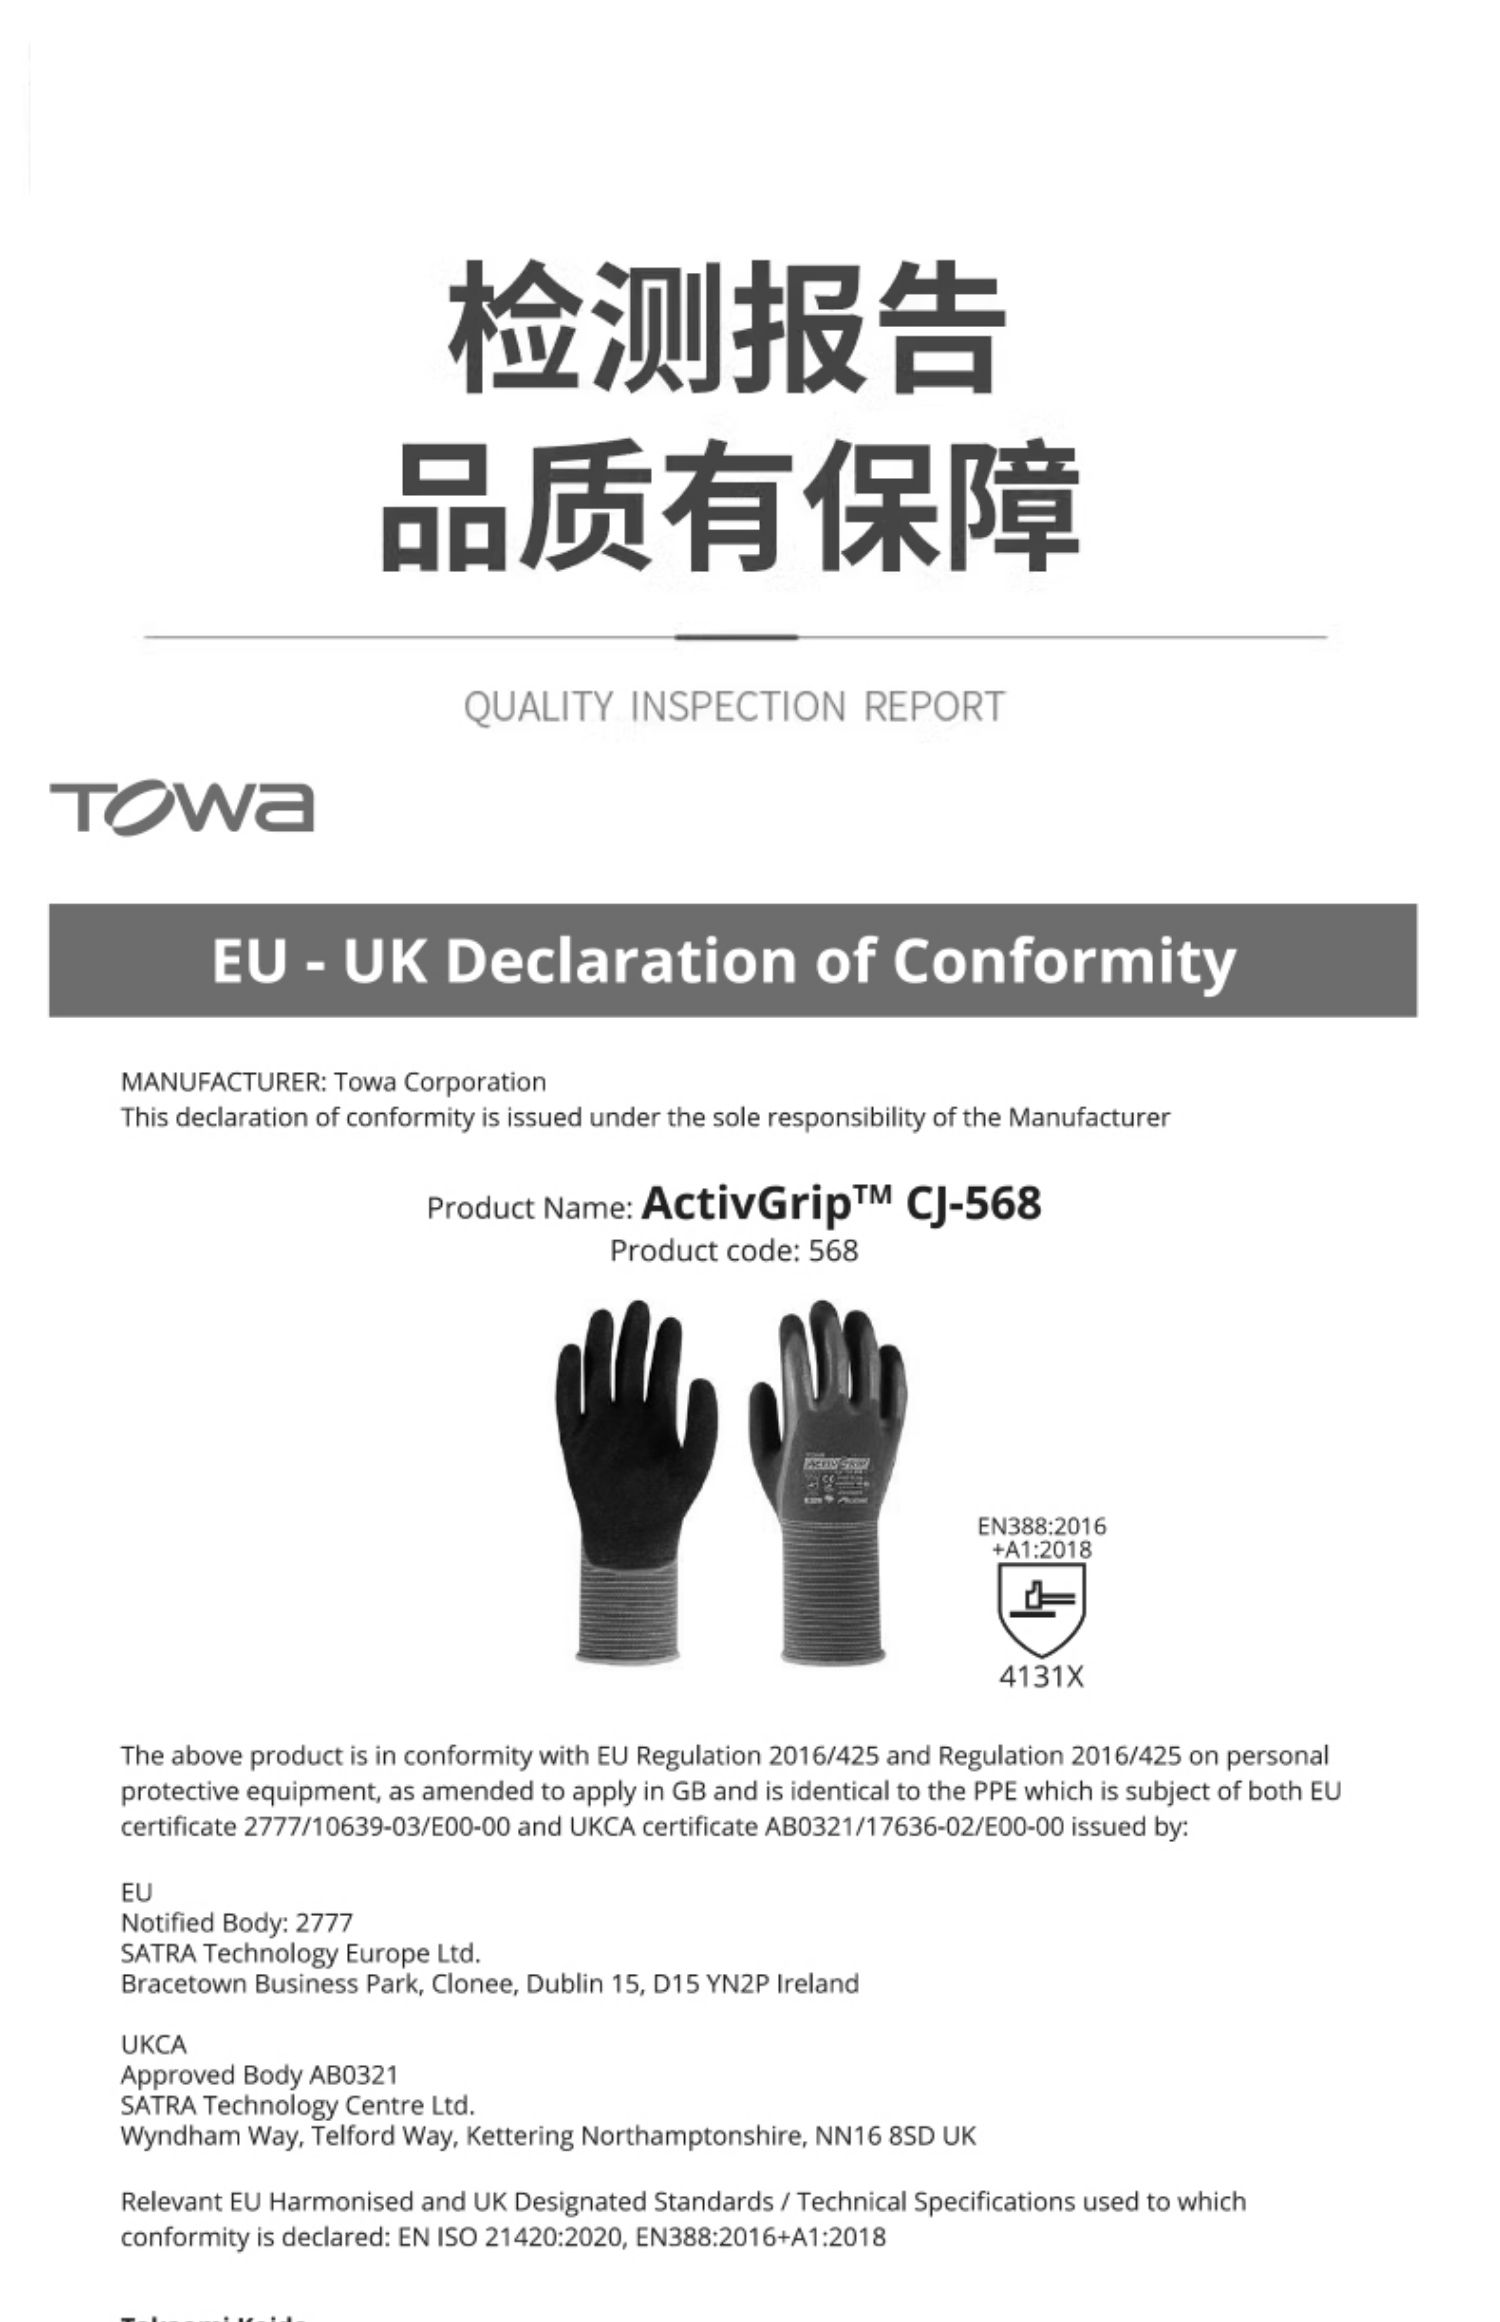 检测报告
品质有保障
QUALITY INSPECTION REPORT
TOWA
EU - UK Declaration of Conformity
MANUFACTURER: Towa Corporation
This declaration of conformity is issued under the sole responsibility of the Manufacturer
Product Name: ActivGrip™ CJ-568
Product code: 568
EN388:2016
+A1:2018
4131X
The above product is in conformity with EU Regulation 2016/425 and Regulation 2016/425 on personal
protective equipment, as amended to apply in GB and is identical to the PPE which is subject of both EU
certificate 2777/10639-03/E00-00 and UKCA certificate AB0321/17636-02/E00-00 issued by:
EU
Notified Body: 2777
SATRA Technology Europe Ltd.
Bracetown Business Park, Clonee, Dublin 15, D15 YN2P Ireland
UKCA
Approved Body AB0321
SATRA Technology Centre Ltd.
Wyndham Way, Telford Way, Kettering Northamptonshire, NN16 8SD UK
Relevant EU Harmonised and UK Designated Standards / Technical Specifications used to which
conformity is declared: EN ISO 21420:2020, EN388:2016+A1:2018